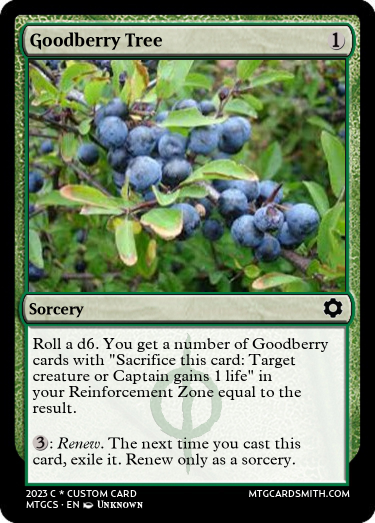 Goodberry Tree 1
Sorcery
Roll a d6. You get a number of Goodberry
cards with "Sacrifice this card: Target
creature or Captain gains 1 life" in
your Reinforcement Zone equal to the
result.
3: Renew. The next time you cast this
card, exile it. Renew only as a sorcery.
2023 C * CUSTOM CARD MTGCARDSMITH.COM
MTGCS • EN UNKNOWN